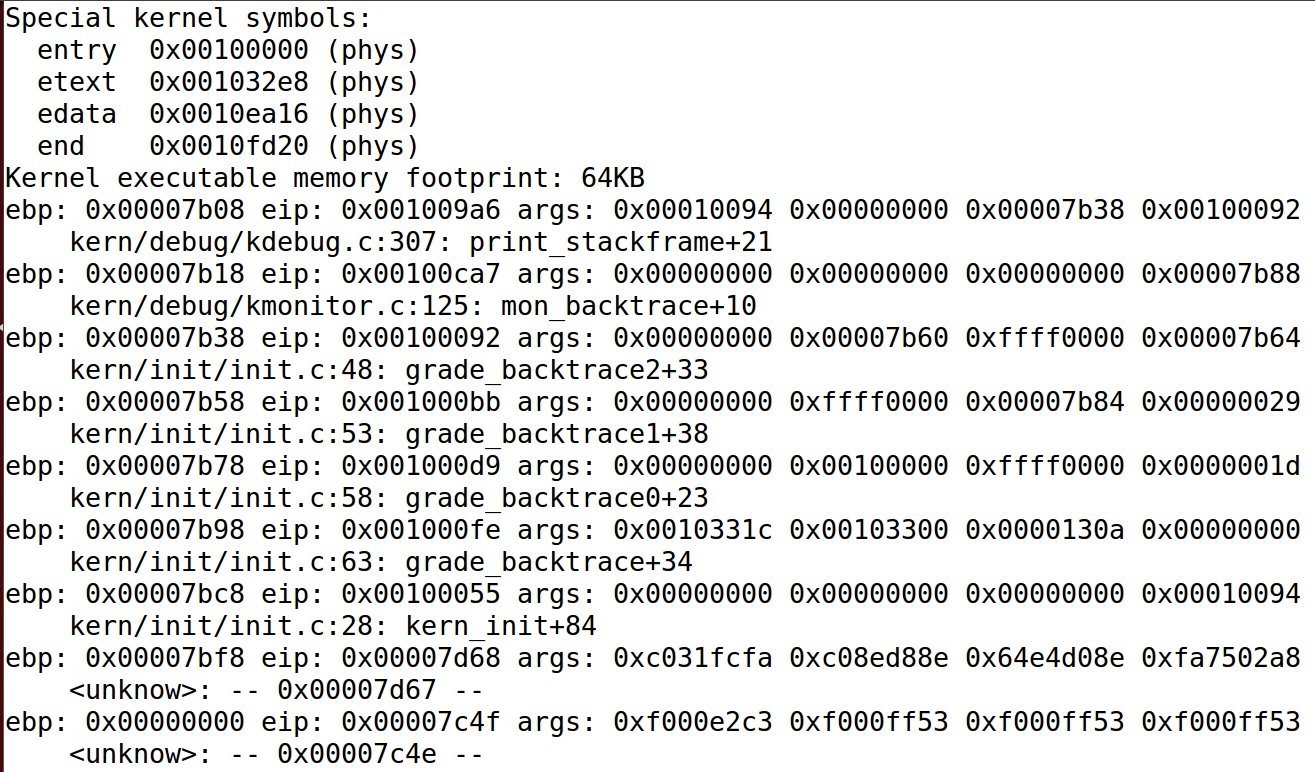 Special kernel symbols:
  entry  0x00100000 (phys)
  etext  0x001032e8 (phys)
  edata  0x0010ea16 (phys)
  end    0x0010fd20 (phys)
Kernel executable memory footprint: 64KB
ebp: 0x00007b08 eip: 0x001009a6 args: 0x00010094 0x00000000 0x00007b38 0x00100092
    kern/debug/kdebug.c:307: print_stackframe+21
ebp: 0x00007b18 eip: 0x00100ca7 args: 0x00000000 0x00000000 0x00000000 0x00007b88
    kern/debug/kmonitor.c:125: mon_backtrace+10
ebp: 0x00007b38 eip: 0x00100092 args: 0x00000000 0x00007b60 0xffff0000 0x00007b64
    kern/init/init.c:48: grade_backtrace2+33
ebp: 0x00007b58 eip: 0x001000bb args: 0x00000000 0xffff0000 0x00007b84 0x00000029
    kern/init/init.c:53: grade_backtrace1+38
ebp: 0x00007b78 eip: 0x001000d9 args: 0x00000000 0x00100000 0xffff0000 0x0000001d
    kern/init/init.c:58: grade_backtrace0+23
ebp: 0x00007b98 eip: 0x001000fe args: 0x0010331c 0x00103300 0x0000130a 0x00000000
    kern/init/init.c:63: grade_backtrace+34
ebp: 0x00007bc8 eip: 0x00100055 args: 0x00000000 0x00000000 0x00000000 0x00010094
    kern/init/init.c:28: kern_init+84
ebp: 0x00007bf8 eip: 0x00007d68 args: 0xc031fcfa 0xc08ed88e 0x64e4d08e 0xfa7502a8
    <unknow>: -- 0x00007d67 --
ebp: 0x00000000 eip: 0x00007c4f args: 0xf000e2c3 0xf000ff53 0xf000ff53 0xf000ff53
    <unknow>: -- 0x00007c4e --